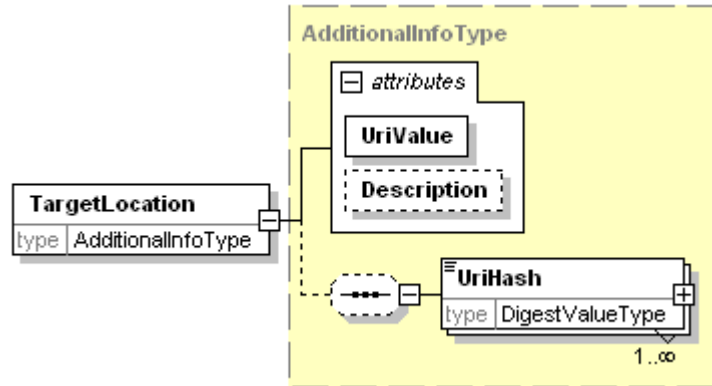 AdditionalInfoType
attributes
UriValue
Description
TargetLocation
type AdditionalInfoType
UriHash
type DigestValueType
1..∞